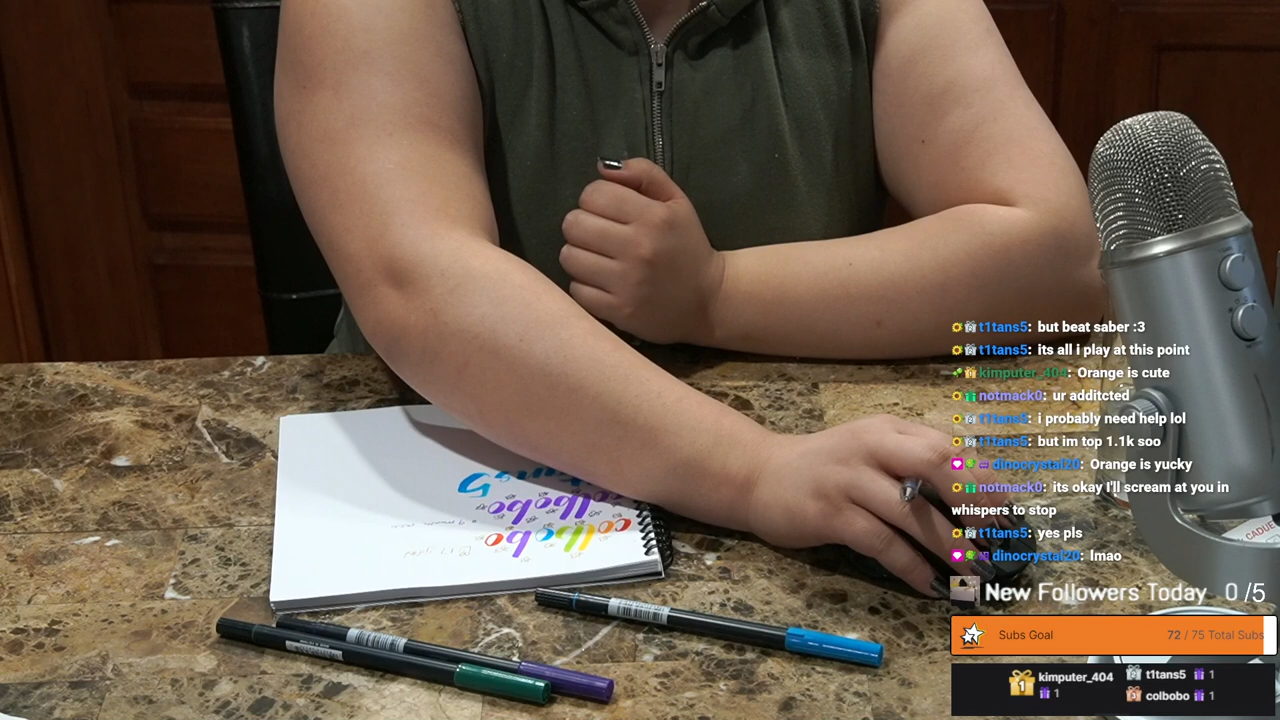 t1tans5: but beat saber :3
t1tans5: its all i play at this point
kimputer_404: Orange is cute
notmack0: ur additcted
t1tans5: i probably need help lol
t1tans5: but im top 1.1k soo
dinocrystal20: Orange is yucky
notmack0: its okay I'll scream at you in
whispers to stop
t1tans5: yes pls
dinocrystal20: lmao
New Followers Today 0 /5
Subs Goal 72 / 75 Total Subs
1 kimputer_404 1
t1tans5 1
colbobo 1
colbobo
colbobo
CADUE